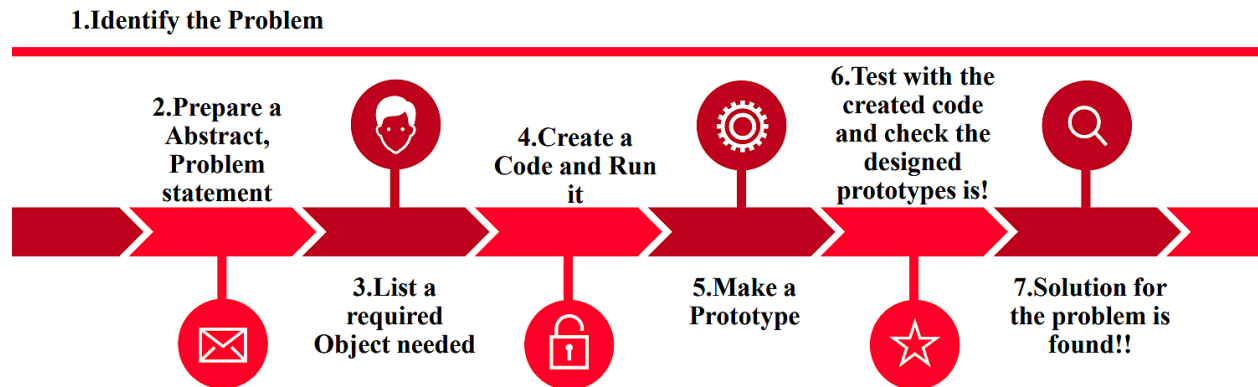 1.Identify the Problem
2.Prepare a
Abstract,
Problem
statement
3.List a
required
Object needed
4.Create a
Code and Run
it
5.Make a
Prototype
6.Test with the
created code
and check the
designed
prototypes is!
7.Solution for
the problem is
found!!